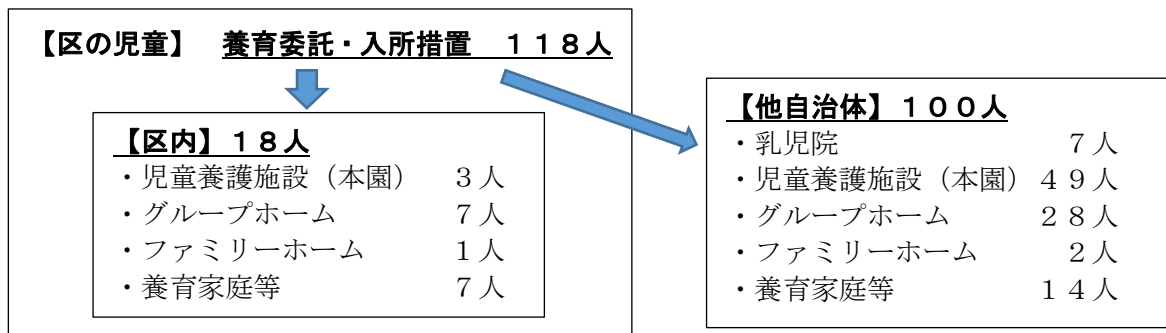 【区の児童】　養育委託・入所措置　１１８人
【区内】１８人
・児童養護施設（本園）　３人
・グループホーム　７人
・ファミリーホーム　１人
・養育家庭等　７人
【他自治体】１００人
・乳児院　７人
・児童養護施設（本園）４９人
・グループホーム　２８人
・ファミリーホーム　２人
・養育家庭等　１４人